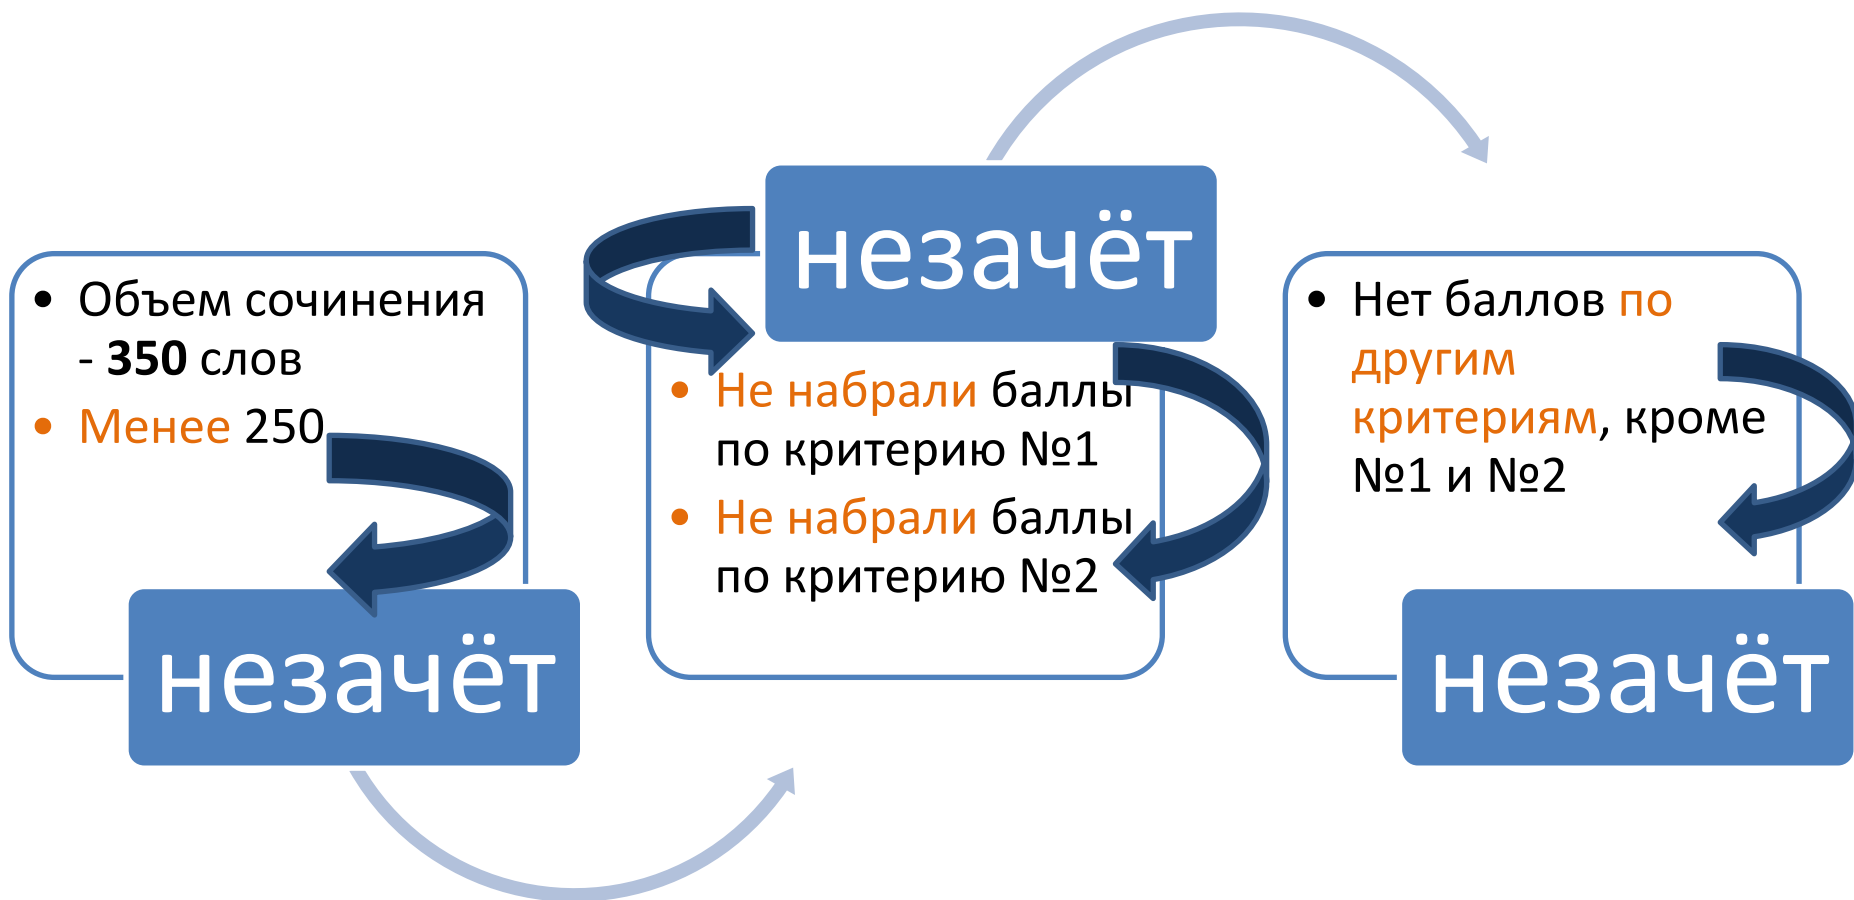 • Объем сочинения
- 350 слов
• Менее 250
незачёт
незачёт
• Не набрали баллы
по критерию №1
• Не набрали баллы
по критерию №2
• Нет баллов по
другим
критериям, кроме
№1 и №2
незачёт